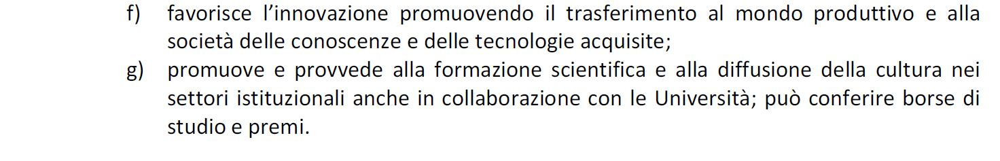 f) favorisce l’innovazione promuovendo il trasferimento al mondo produttivo e alla
società delle conoscenze e delle tecnologie acquisite;
g) promuove e provvede alla formazione scientifica e alla diffusione della cultura nei
settori istituzionali anche in collaborazione con le Università; può conferire borse di
studio e premi.